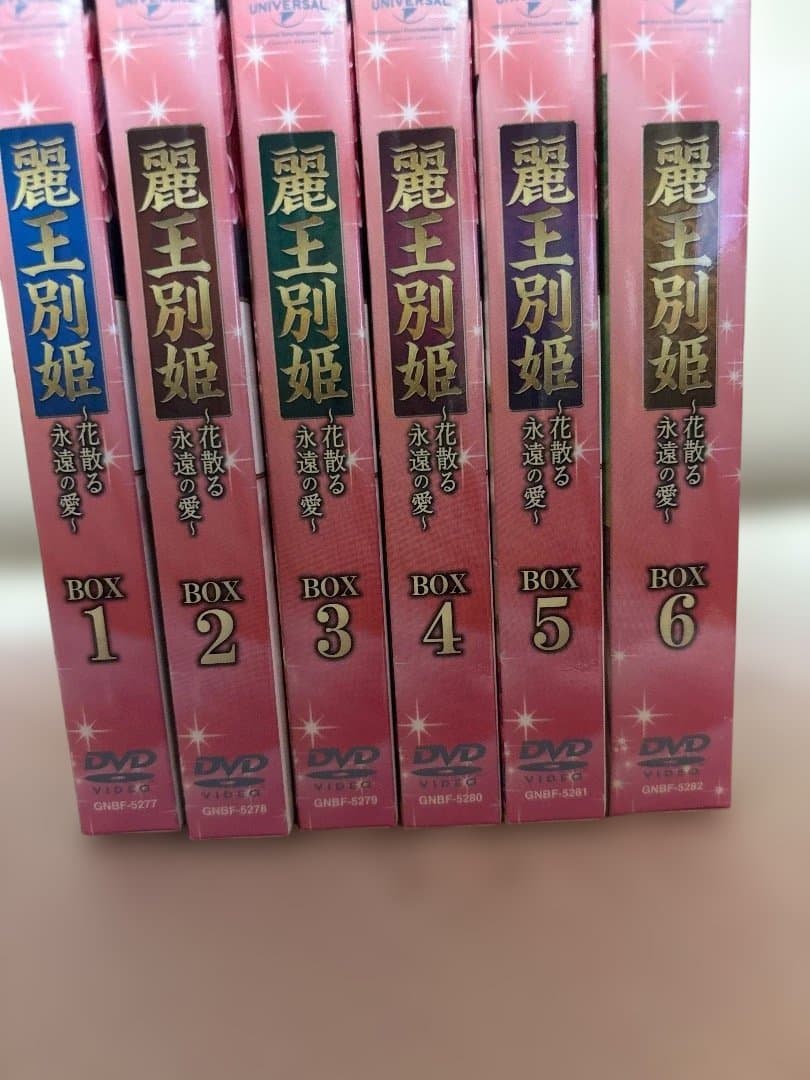 UNIVERSAL
麗王別姫
~花散る
永遠の愛~
BOX
1
DVD
VIDEO
GNBF-5277
麗王別姫
~花散る
永遠の愛~
BOX
2
DVD
VIDEO
GNBF-5278
UNIVERSAL
麗王別姫
~花散る
永遠の愛~
BOX
3
DVD
VIDEO
GNBF-5279
UNIVERSAL
麗王別姫
~花散る
永遠の愛~
BOX
4
DVD
VIDEO
GNBF-5280
UNIVERSAL
麗王別姫
~花散る
永遠の愛~
BOX
5
DVD
VIDEO
GNBF-5281
UNIVERSAL
麗王別姫
~花散る
永遠の愛~
BOX
6
DVD
VIDEO
GNBF-5282